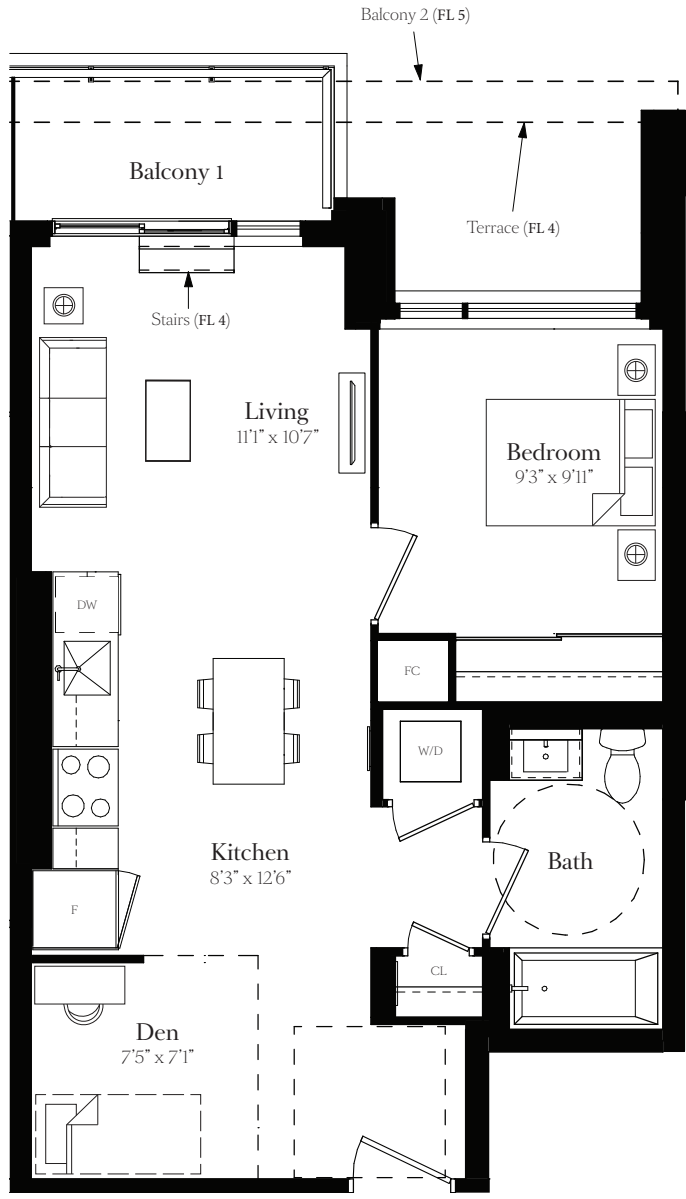 Balcony 2 (FL 5)
Balcony 1
Terrace (FL 4)
Stairs (FL 4)
Living
11'1" x 10'7"
Bedroom
9'3" x 9'11"
DW
FC
W/D
Kitchen
8'3" x 12'6"
Bath
F
CL
Den
7'5" x 7'1"